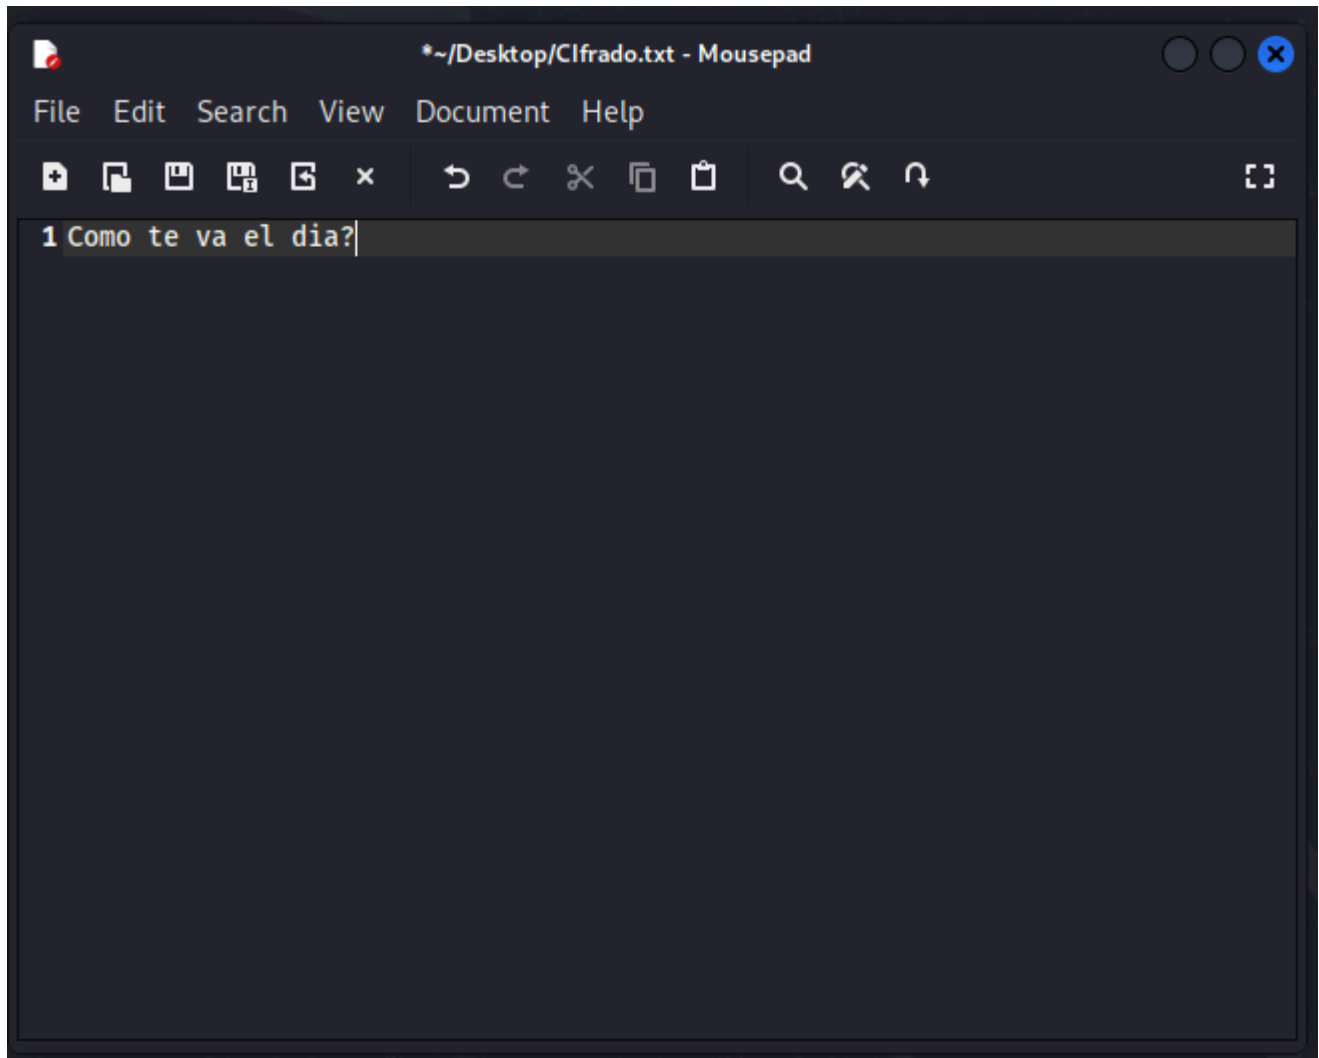 *~/Desktop/CIfrado.txt - Mousepad
File Edit Search View Document Help
1 Como te va el dia?